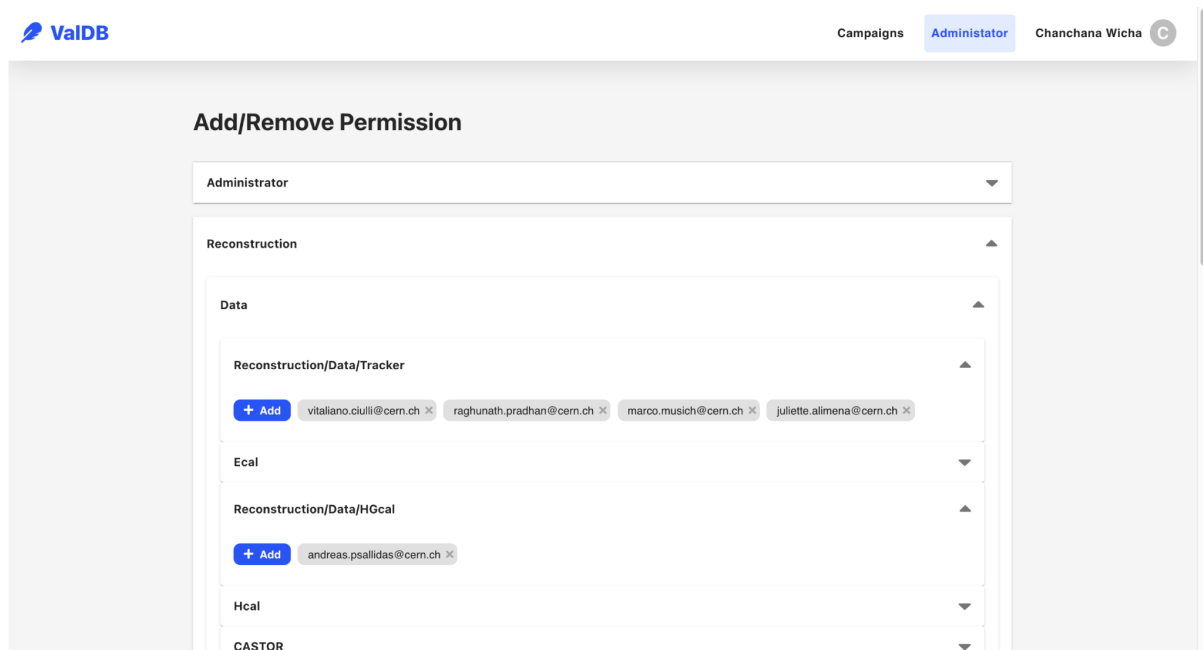 ValDB
Campaigns Administator Chanchana Wicha C
Add/Remove Permission
Administrator
Reconstruction
Data
Reconstruction/Data/Tracker
+ Add vitaliano.ciulli@cern.ch × raghunath.pradhan@cern.ch × marco.musich@cern.ch × juliette.alimena@cern.ch ×
Ecal
Reconstruction/Data/HGcal
+ Add andreas.psallidas@cern.ch ×
Hcal
CASTOR